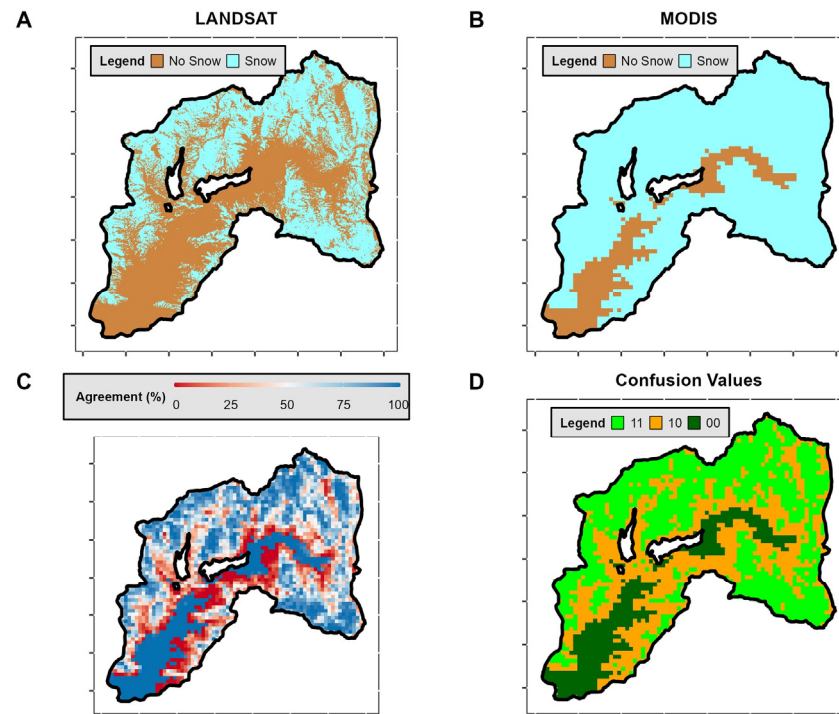 A
LANDSAT
Legend No Snow Snow
B
MODIS
Legend No Snow Snow
C
Agreement (%) 0 25 50 75 100
D
Confusion Values
Legend 11 10 00